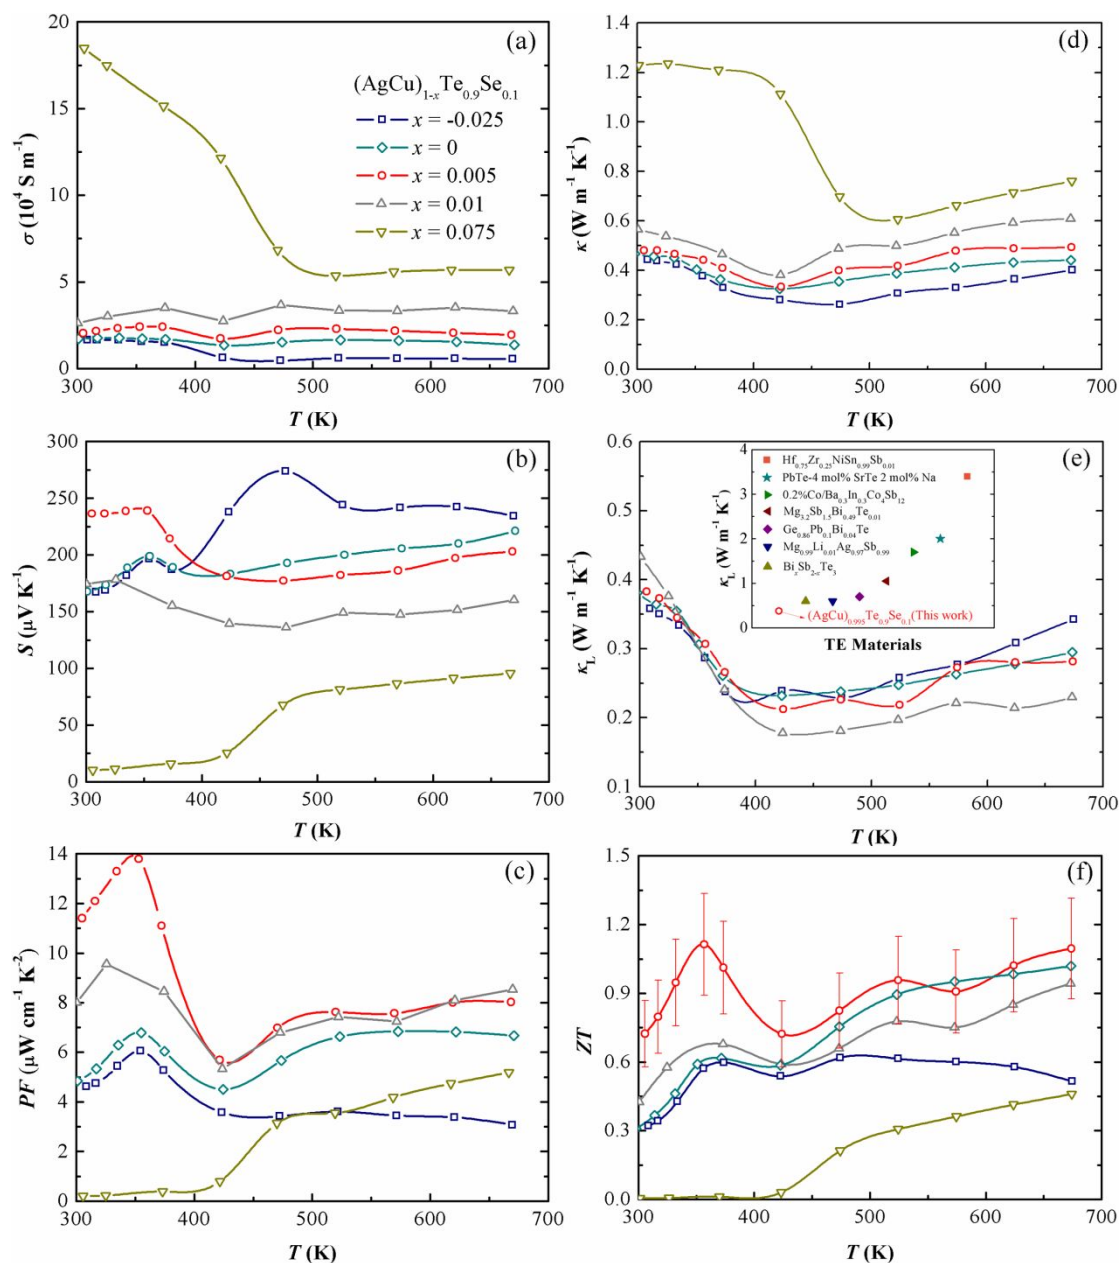 (a)
20
15
10
5
0
σ (10⁴ S m⁻¹)
(AgCu)₁₋ₓTe₀.₉Se₀.₁
x = -0.025
x = 0
x = 0.005
x = 0.01
x = 0.075
300 400 500 600 700
T (K)
(d)
1.4
1.2
1.0
0.8
0.6
0.4
0.2
0.0
κ (W m⁻¹ K⁻¹)
300 400 500 600 700
T (K)
(b)
300
250
200
150
100
50
0
S (μV K⁻¹)
300 400 500 600 700
T (K)
(e)
0.6
0.5
0.4
0.3
0.2
0.1
κL (W m⁻¹ K⁻¹)
4
3
2
1
0
κL (W m⁻¹ K⁻¹)
Hf₀.₇₅Zr₀.₂₅NiSn₀.₉₉Sb₀.₀₁
PbTe-4 mol% SrTe 2 mol% Na
0.2%Co/Ba₀.₃In₀.₃Co₄Sb₁₂
Mg₃.₂Sb₁.₅Bi₀.₄₉Te₀.₀₁
Ge₀.₈₆Pb₀.₁Bi₀.₀₄Te
Mg₀.₉₉Li₀.₀₁Ag₀.₉₇Sb₀.₉₉
BiₓSb₂₋ₓTe₃
(AgCu)₀.₉₉₅Te₀.₉Se₀.₁(This work)
TE Materials
300 400 500 600 700
T (K)
(c)
14
12
10
8
6
4
2
0
PF (μW cm⁻¹ K⁻²)
300 400 500 600 700
T (K)
(f)
1.5
1.2
0.9
0.6
0.3
0.0
ZT
300 400 500 600 700
T (K)